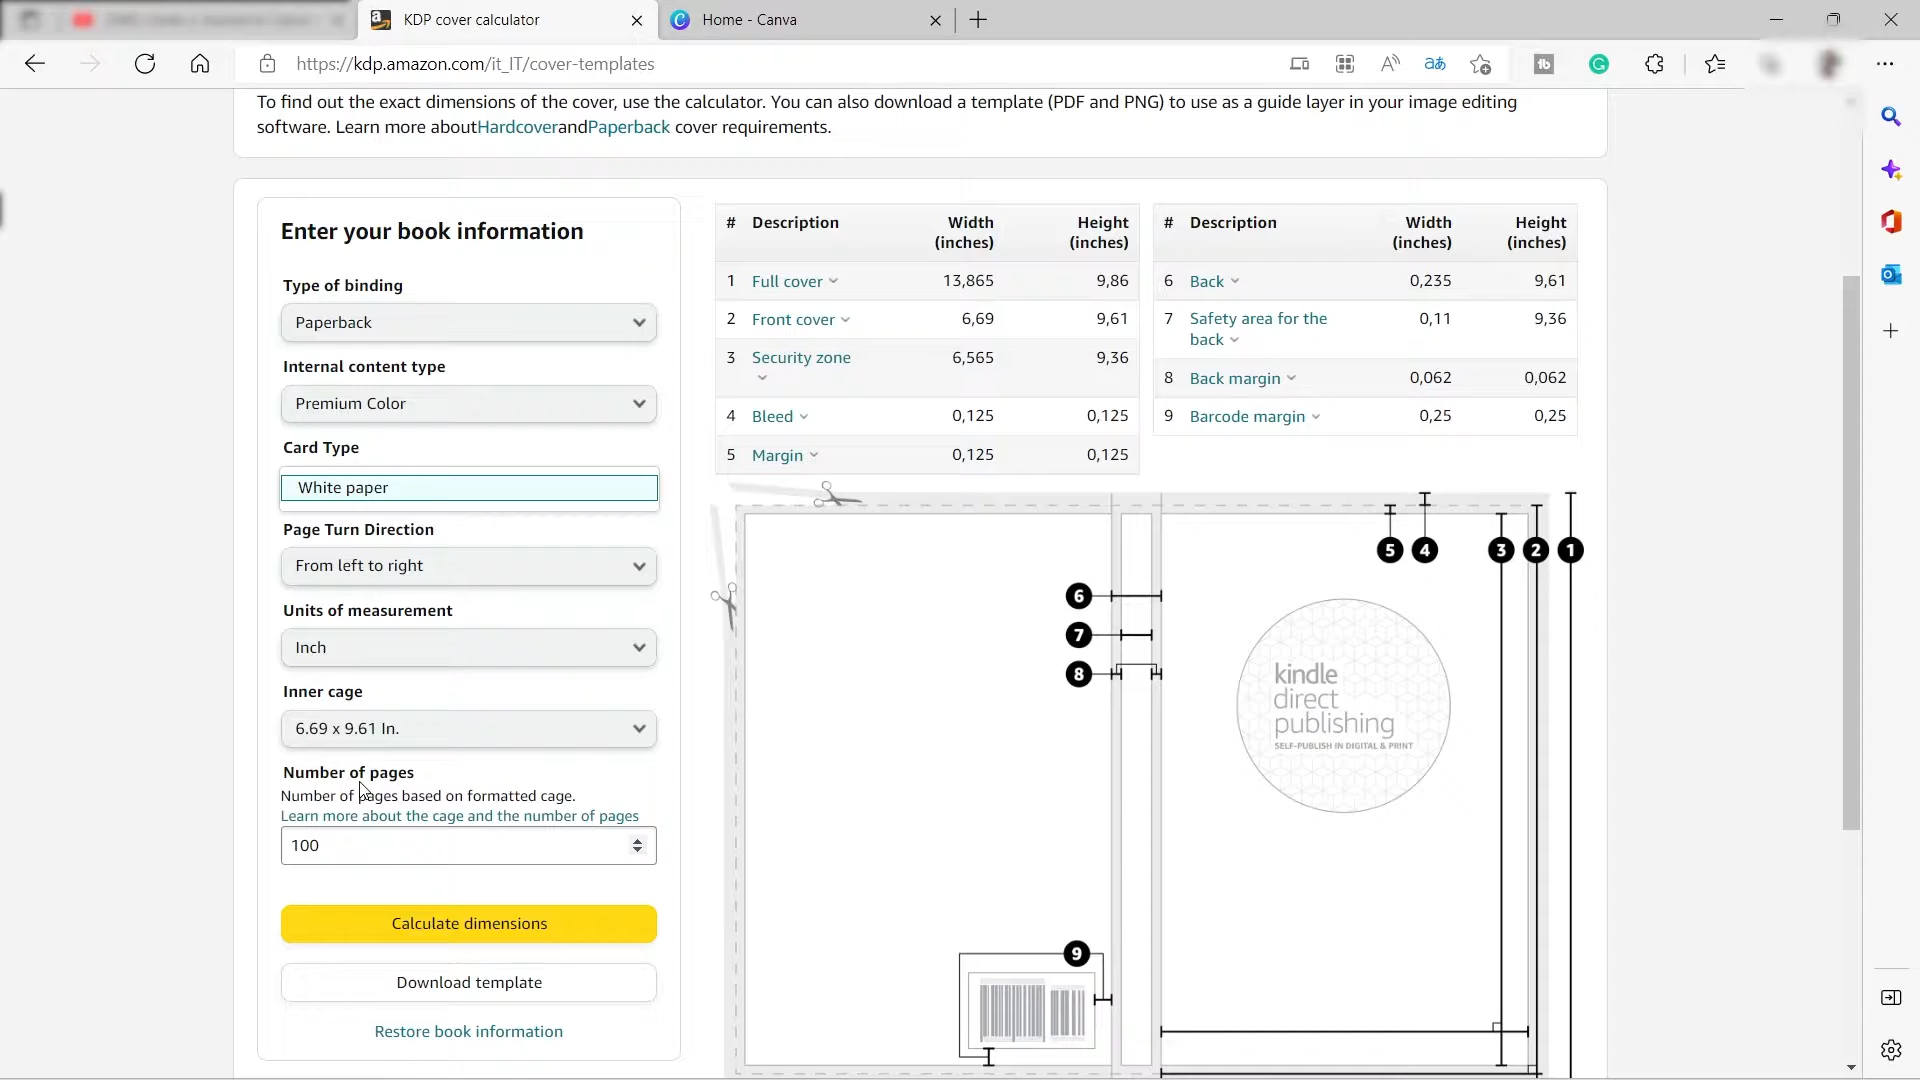 KDP cover calculator
Home - Canva
https://kdp.amazon.com/it_IT/cover-templates
To find out the exact dimensions of the cover, use the calculator. You can also download a template (PDF and PNG) to use as a guide layer in your image editing
software. Learn more aboutHardcoverandPaperback cover requirements.
Enter your book information
Type of binding
Paperback
Internal content type
Premium Color
Card Type
White paper
Page Turn Direction
From left to right
Units of measurement
Inch
Inner cage
6.69 x 9.61 In.
Number of pages
Number of pages based on formatted cage.
Learn more about the cage and the number of pages
100
Calculate dimensions
Download template
Restore book information
# Description Width (inches) Height (inches)
1 Full cover 13,865 9,86
2 Front cover 6,69 9,61
3 Security zone 6,565 9,36
4 Bleed 0,125 0,125
5 Margin 0,125 0,125
# Description Width (inches) Height (inches)
6 Back 0,235 9,61
7 Safety area for the back 0,11 9,36
8 Back margin 0,062 0,062
9 Barcode margin 0,25 0,25
5 4 3 2 1
6
7
8
kindle
direct
publishing
SELF-PUBLISH IN DIGITAL & PRINT
9